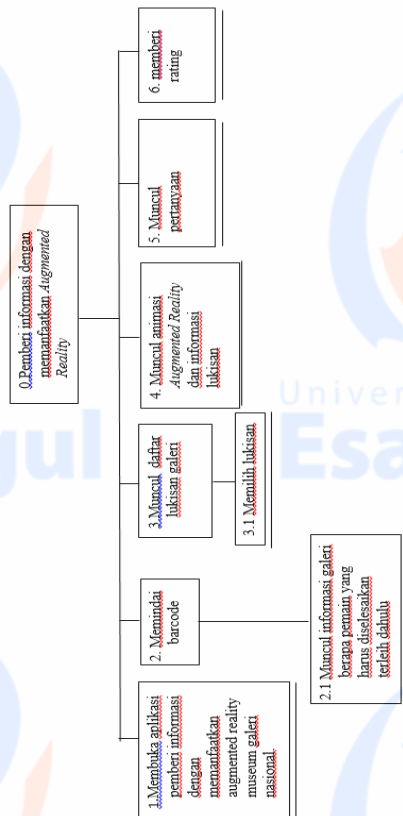 0.Pemberi informasi dengan
memanfaatkan Augmented
Reality
1.Membuka aplikasi
pemberi informasi
dengan
memanfaatkan
augmented reality
museum galeri
nasional.
2. Memindai
barcode
2.1 Muncul informasi galeri
berapa pemain yang
harus diselesaikan
terleih dahulu
3.Muncul daftar
lukisan galeri
3.1 Memilih lukisan
4. Muncul animasi
Augmented Reality
dan informasi
lukisan
5. Muncul
pertanyaan
6. memberi
rating
Univer
Esa
gul